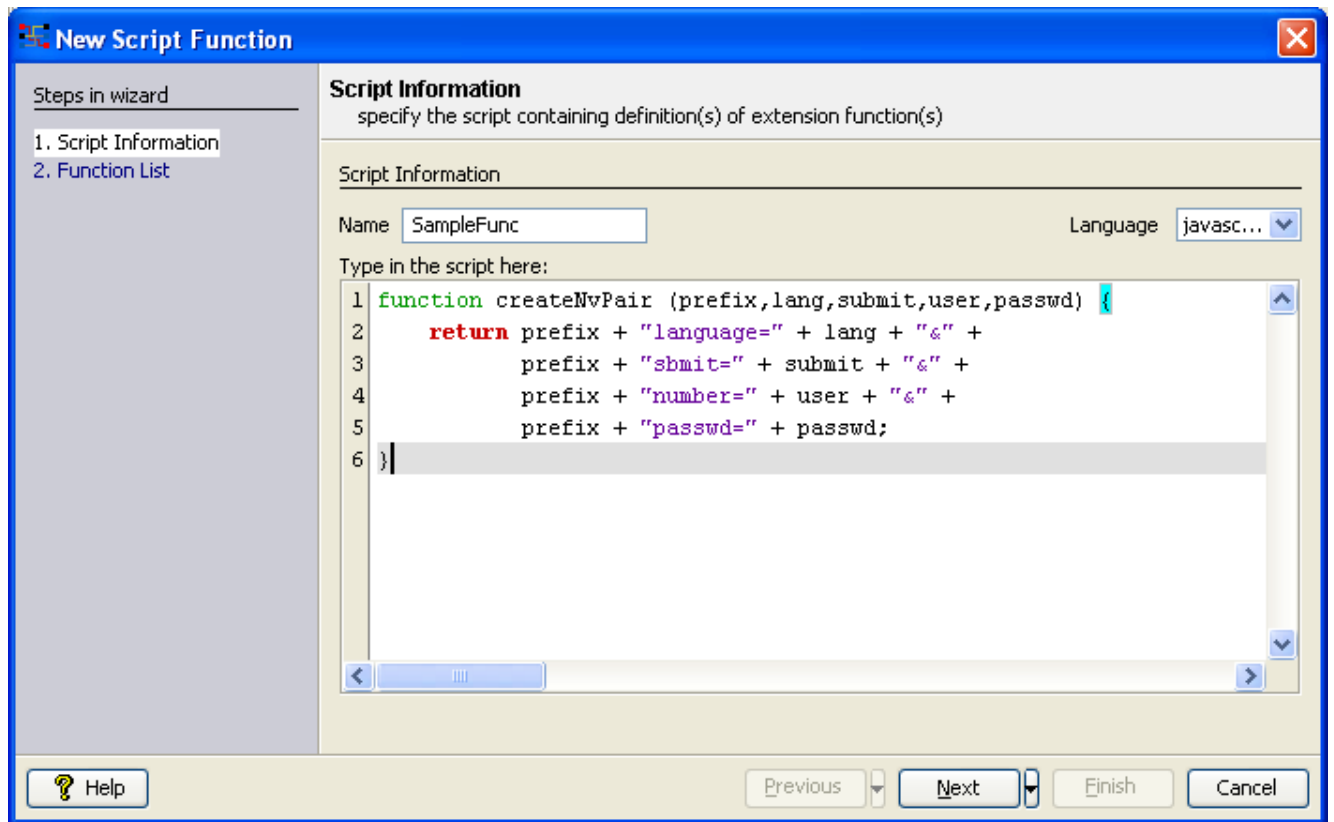 New Script Function
Steps in wizard
1. Script Information
2. Function List
Script Information
specify the script containing definition(s) of extension function(s)
Script Information
Name SampleFunc Language javasc...
Type in the script here:
1 function createNvPair (prefix,lang,submit,user,passwd) {
2 return prefix + "language=" + lang + "&" +
3 prefix + "sbmit=" + submit + "&" +
4 prefix + "number=" + user + "&" +
5 prefix + "passwd=" + passwd;
6 }
Help Previous Next Finish Cancel